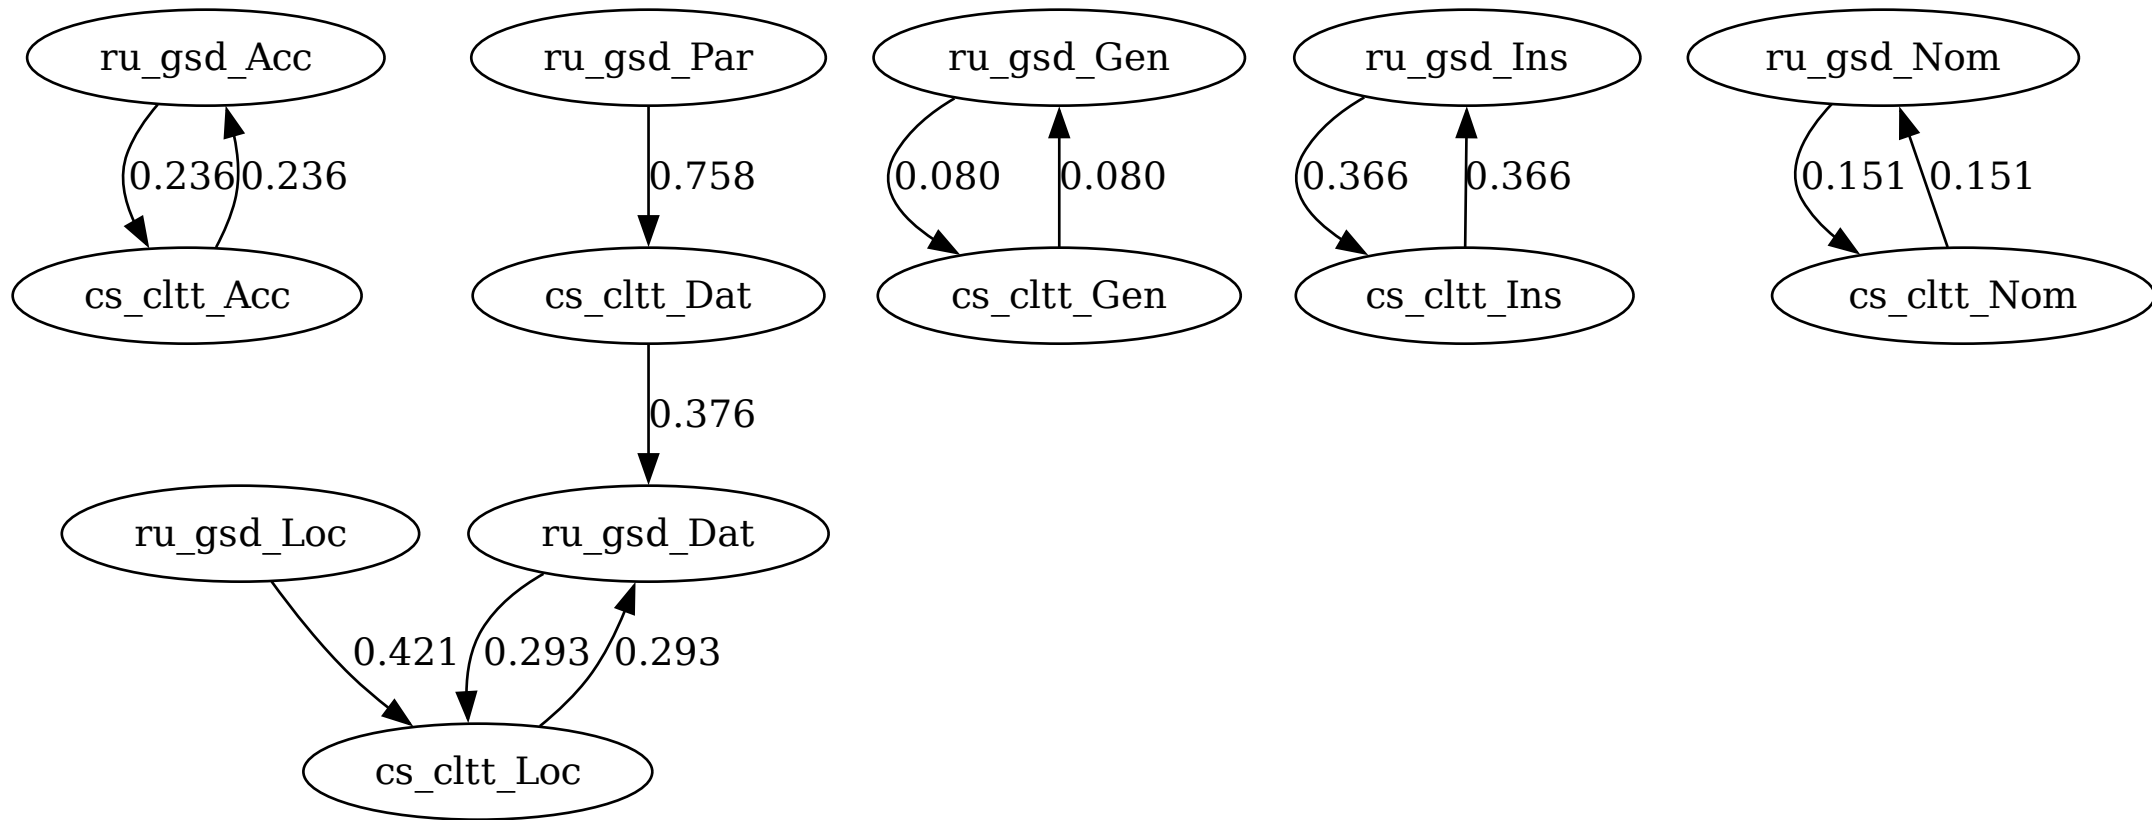 ru_gsd_Acc
ru_gsd_Par
ru_gsd_Gen
ru_gsd_Ins
ru_gsd_Nom
0.236
0.236
0.758
0.080
0.080
0.366
0.366
0.151
0.151
cs_cltt_Acc
cs_cltt_Dat
cs_cltt_Gen
cs_cltt_Ins
cs_cltt_Nom
0.376
ru_gsd_Loc
ru_gsd_Dat
0.421
0.293
0.293
cs_cltt_Loc